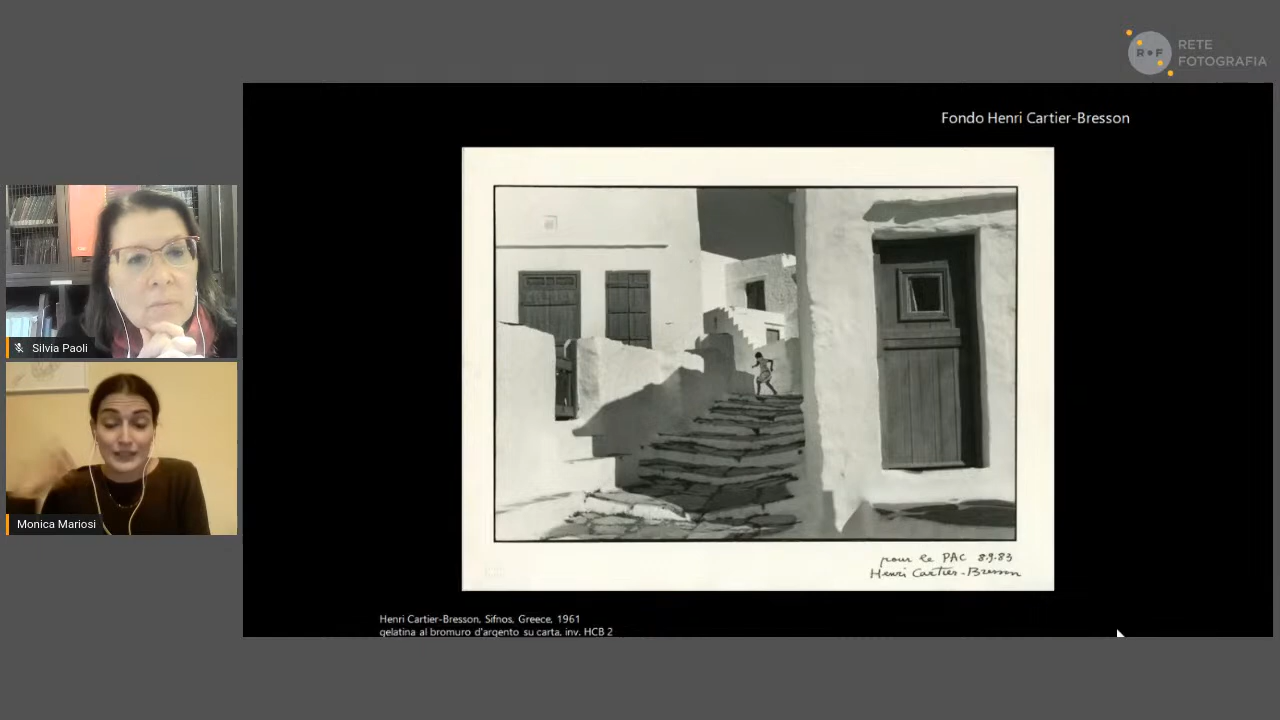 RETE
R●F
FOTOGRAFIA
Fondo Henri Cartier-Bresson
Silvia Paoli
Monica Mariosi
pour le PAC 8.9.83
Henri Cartier-Bresson
Henri Cartier-Bresson, Sifnos, Greece, 1961
gelatina al bromuro d'argento su carta, inv. HCB 2